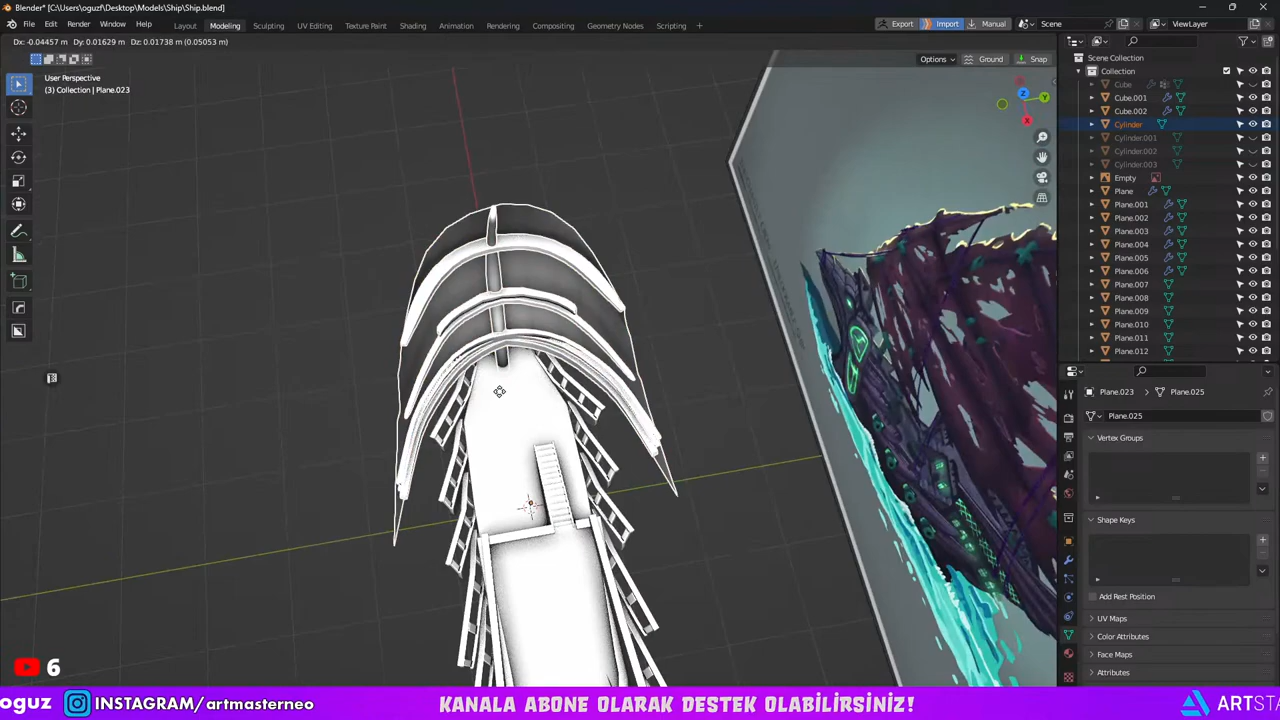 Blender* [C:\Users\oguzf\Desktop\Models\Ship\Ship.blend]
File Edit Render Window Help
Layout Modeling Sculpting UV Editing Texture Paint Shading Animation Rendering Compositing Geometry Nodes Scripting +
Export Import Manual Scene ViewLayer
Dx: -0.04457 m Dy: 0.01629 m Dz: 0.01738 m (0.05053 m)
Options Ground Snap
User Perspective
(3) Collection | Plane.023
Z
Y
X
Scene Collection
Collection
Cube
Cube.001
Cube.002
Cylinder
Cylinder.001
Cylinder.002
Cylinder.003
Empty
Plane
Plane.001
Plane.002
Plane.003
Plane.004
Plane.005
Plane.006
Plane.007
Plane.008
Plane.009
Plane.010
Plane.011
Plane.012
Plane.023 Plane.025
Plane.025
Vertex Groups
Shape Keys
Add Rest Position
UV Maps
Color Attributes
Face Maps
Attributes
6
oguz INSTAGRAM/artmasterneo KANALA ABONE OLARAK DESTEK OLABİLİRSİNİZ! ARTSTA